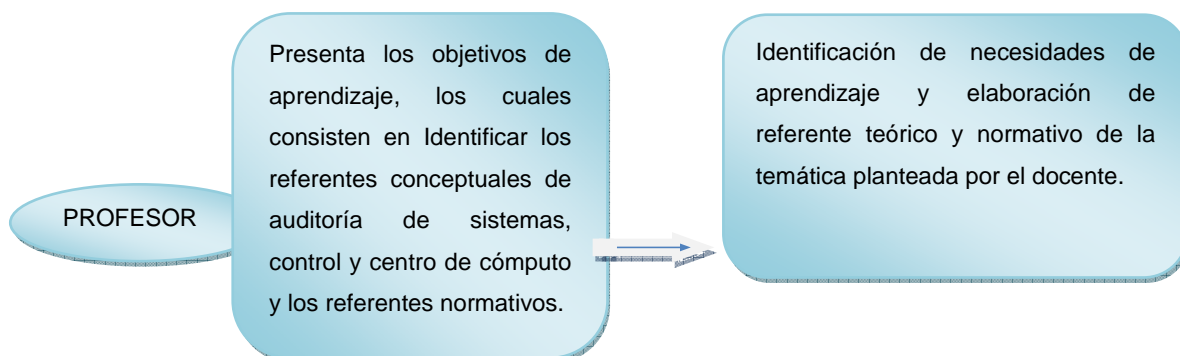 PROFESOR
Presenta los objetivos de
aprendizaje, los cuales
consisten en Identificar los
referentes conceptuales de
auditoría de sistemas,
control y centro de cómputo
y los referentes normativos.
Identificación de necesidades de
aprendizaje y elaboración de
referente teórico y normativo de la
temática planteada por el docente.